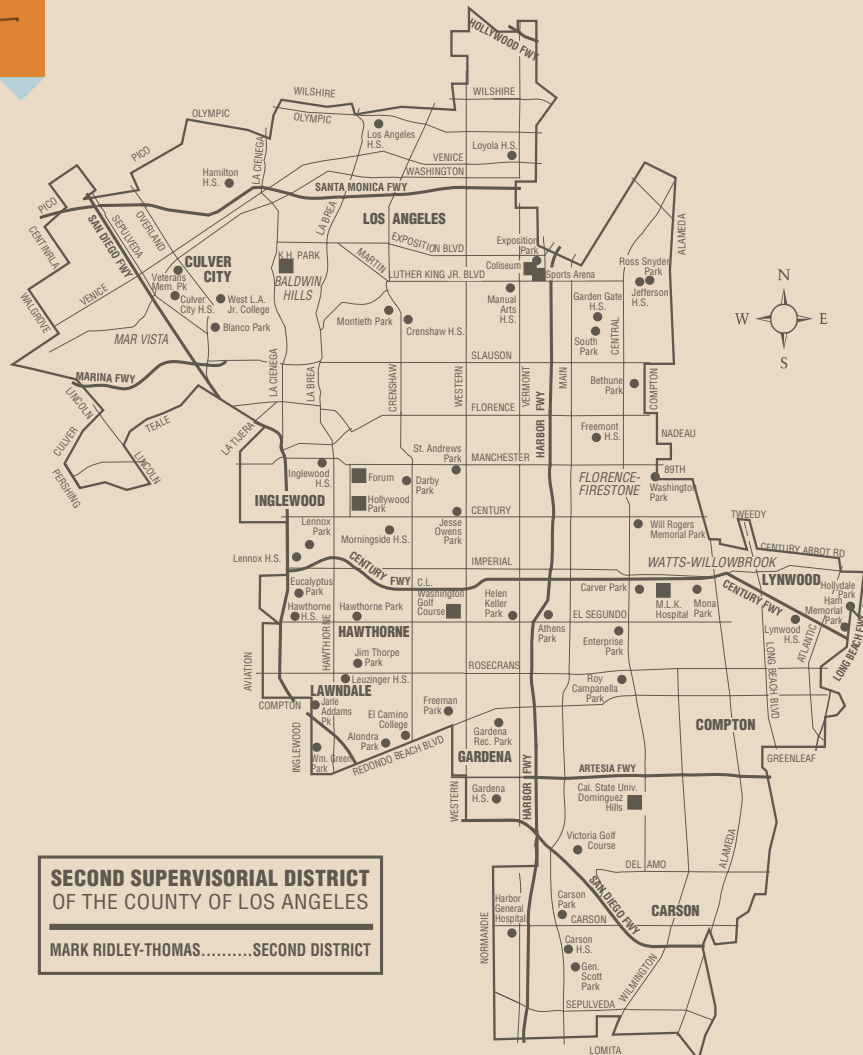 HOLLYWOOD FWY
WILSHIRE
WILSHIRE
OLYMPIC
OLYMPIC
Los Angeles
H.S.
Loyola H.S.
LA CIENEGA
PICO
VENICE
WASHINGTON
Hamilton
H.S.
SANTA MONICA FWY
PICO
SAN DIEGO FWY
SEPULVEDA
OVERLAND
LA BREA
LOS ANGELES
ALAMEDA
CENTINRLA
EXPOSITION BLVD
Exposition
Park
MARTIN
LUTHER KING JR. BLVD
Coliseum
Sports Arena
Ross Snyder
Park
CULVER
CITY
K.H. PARK
BALDWIN
HILLS
Veterans
Mem. Pk
Culver
City H.S.
West L.A.
Jr. College
Blanco Park
VENICE
WALGROVE
MAR VISTA
Montieth Park
Crenshaw H.S.
Manual
Arts
H.S.
Garden Gate
H.S.
South
Park
Jefferson
H.S.
CENTRAL
N
W
E
S
SLAUSON
MARINA FWY
LA CIENEGA
LA BREA
CRENSHAW
WESTERN
VERMONT
HARBOR FWY
MAIN
Bethune
Park
COMPTON
LINCOLN
CULVER
TEALE
LINCOLN
PERSHING
LA TIJERA
FLORENCE
Freemont
H.S.
NADEAU
St. Andrews
Park
MANCHESTER
89TH
FLORENCE-
FIRESTONE
Washington
Park
Inglewood
H.S.
Forum
Darby
Park
INGLEWOOD
Hollywood
Park
CENTURY
Lennox
Park
Jesse
Owens
Park
Morningside H.S.
Will Rogers
Memorial Park
TWEEDY
CENTURY ABBOT RD
Lennox H.S.
CENTURY FWY
IMPERIAL
WATTS-WILLOWBROOK
LYNWOOD
Eucalyptus
Park
C.L.
Washington
Golf
Course
Helen
Keller
Park
Carver Park
M.L.K.
Hospital
Mona
Park
CENTURY FWY
Hollydale
Park
Ham
Memorial
Park
Hawthorne
H.S.
Hawthorne Park
HAWTHORNE
EL SEGUNDO
Athens
Park
Enterprise
Park
Lynwood
H.S.
ATLANTIC
LONG BEACH FWY
HAWTHORNE
AVIATION
Jim Thorpe
Park
ROSECRANS
LONG BEACH BLVD
Leuzinger H.S.
LAWNDALE
Roy
Campanella
Park
COMPTON
Jane
Addams
Pk
El Camino
College
Freeman
Park
Gardena
Rec. Park
COMPTON
INGLEWOOD
Wm. Green
Park
Alondra
Park
REDONDO BEACH BLVD
GARDENA
GREENLEAF
HARBOR FWY
ARTESIA FWY
WESTERN
Gardena
H.S.
Cal. State Univ.
Dominguez
Hills
Victoria Golf
Course
DEL AMO
ALAMEDA
SAN DIEGO FWY
SECOND SUPERVISORIAL DISTRICT
OF THE COUNTY OF LOS ANGELES
MARK RIDLEY-THOMAS..........SECOND DISTRICT
Harbor
General
Hospital
NORMANDIE
Carson
Park
CARSON
CARSON
Carson
H.S.
Gen.
Scott
Park
WILMINGTON
SEPULVEDA
LOMITA